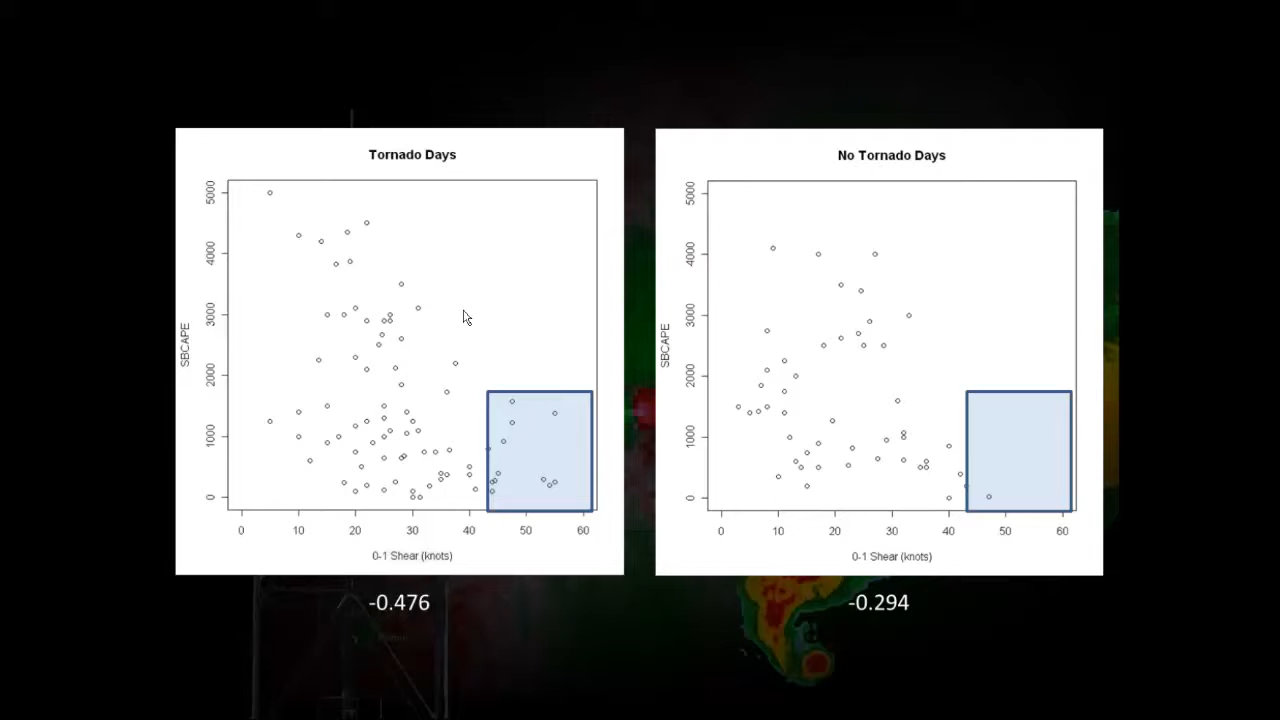 Tornado Days
5000
4000
3000
2000
1000
0
SBCAPE
0 10 20 30 40 50 60
0-1 Shear (knots)
-0.476
No Tornado Days
5000
4000
3000
2000
1000
0
SBCAPE
0 10 20 30 40 50 60
0-1 Shear (knots)
-0.294